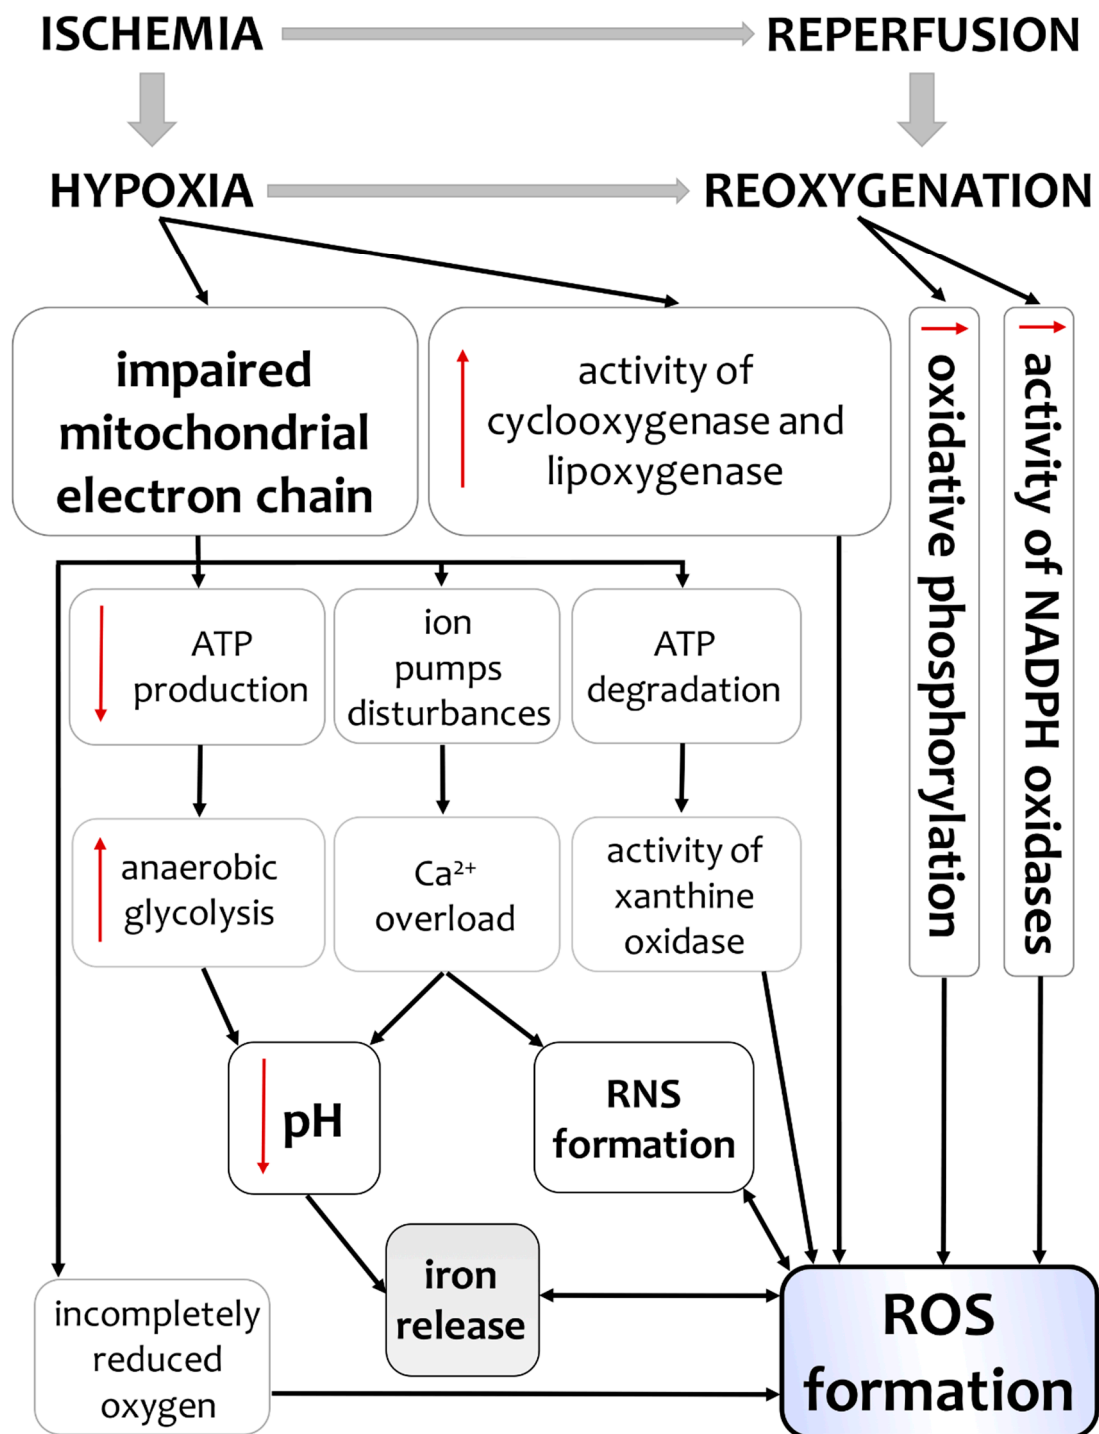 ISCHEMIA
REPERFUSION
HYPOXIA
REOXYGENATION
impaired
mitochondrial
electron chain
activity of
cyclooxygenase and
lipoxygenase
oxidative phosphorylation
activity of NADPH oxidases
ATP
production
ion
pumps
disturbances
ATP
degradation
anaerobic
glycolysis
Ca²⁺
overload
activity of
xanthine
oxidase
pH
RNS
formation
iron
release
incompletely
reduced
oxygen
ROS
formation